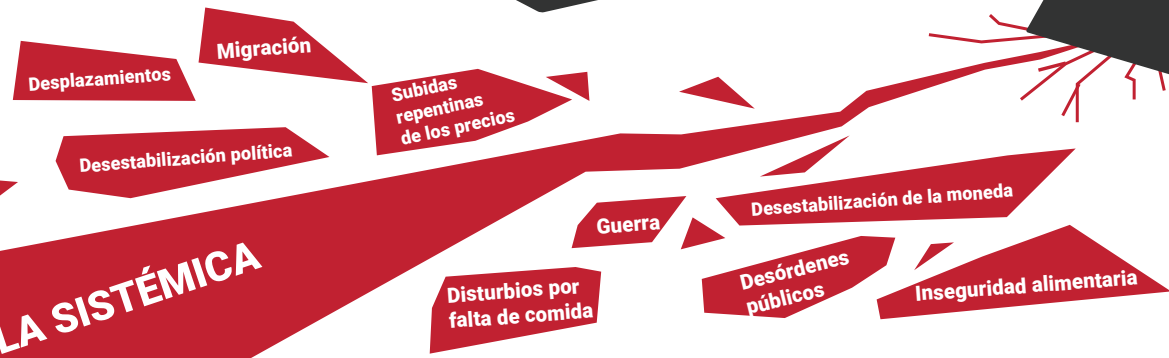 Migración
Desplazamientos
Subidas
repentinas
de los precios
Desestabilización política
Desestabilización de la moneda
Guerra
LA SISTÉMICA
Desórdenes
públicos
Disturbios por
falta de comida
Inseguridad alimentaria